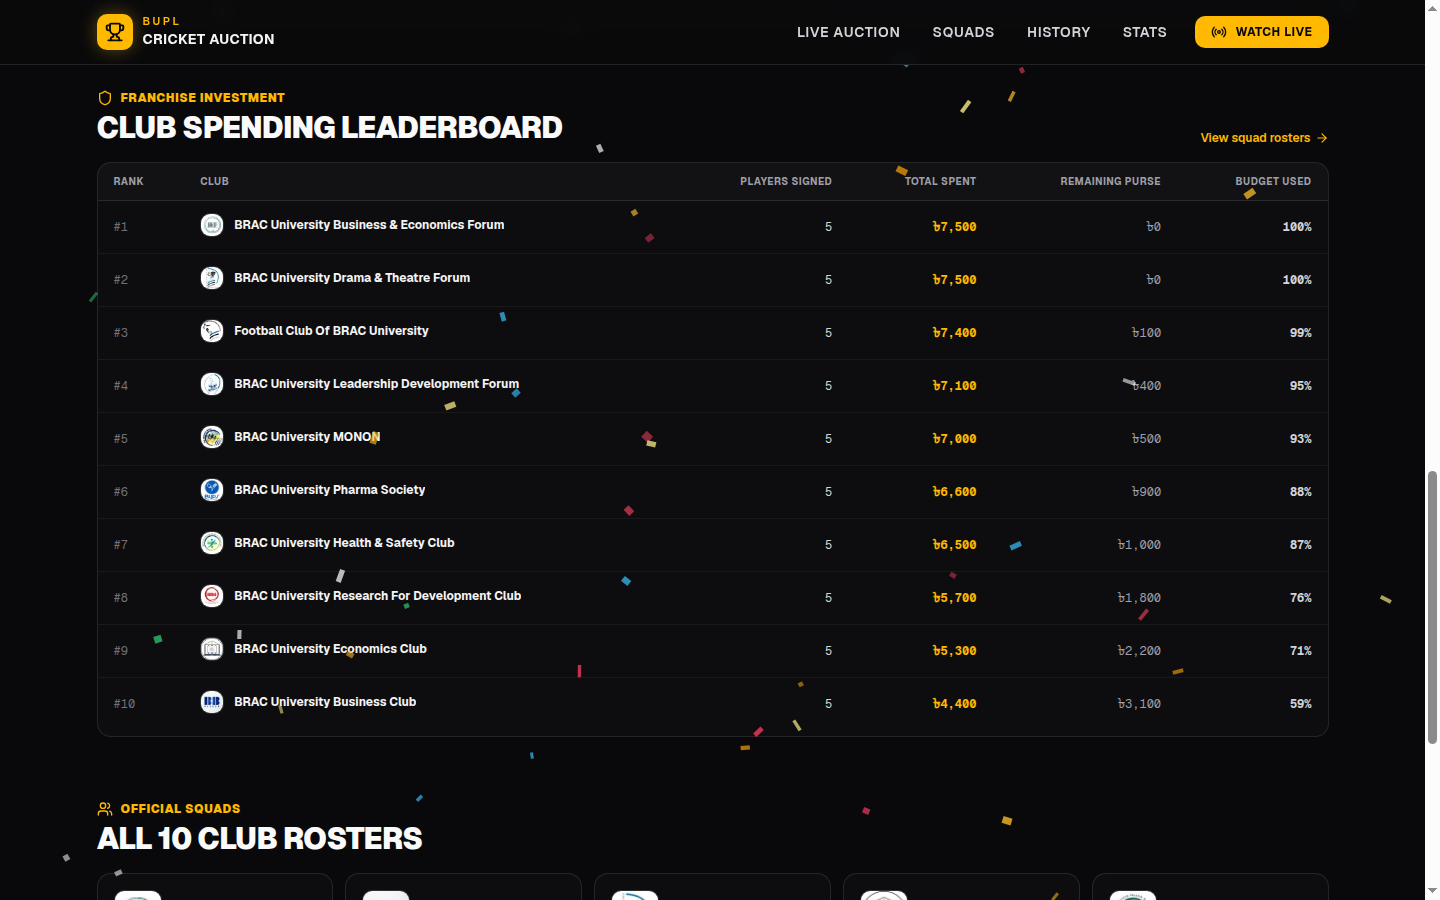 BUPL
CRICKET AUCTION
LIVE AUCTION SQUADS HISTORY STATS WATCH LIVE
FRANCHISE INVESTMENT
CLUB SPENDING LEADERBOARD
View squad rosters →
RANK CLUB PLAYERS SIGNED TOTAL SPENT REMAINING PURSE BUDGET USED
#1 BRAC University Business & Economics Forum 5 ৳7,500 ৳0 100%
#2 BRAC University Drama & Theatre Forum 5 ৳7,500 ৳0 100%
#3 Football Club Of BRAC University 5 ৳7,400 ৳100 99%
#4 BRAC University Leadership Development Forum 5 ৳7,100 ৳400 95%
#5 BRAC University MONON 5 ৳7,000 ৳500 93%
#6 BRAC University Pharma Society 5 ৳6,600 ৳900 88%
#7 BRAC University Health & Safety Club 5 ৳6,500 ৳1,000 87%
#8 BRAC University Research For Development Club 5 ৳5,700 ৳1,800 76%
#9 BRAC University Economics Club 5 ৳5,300 ৳2,200 71%
#10 BRAC University Business Club 5 ৳4,400 ৳3,100 59%
OFFICIAL SQUADS
ALL 10 CLUB ROSTERS